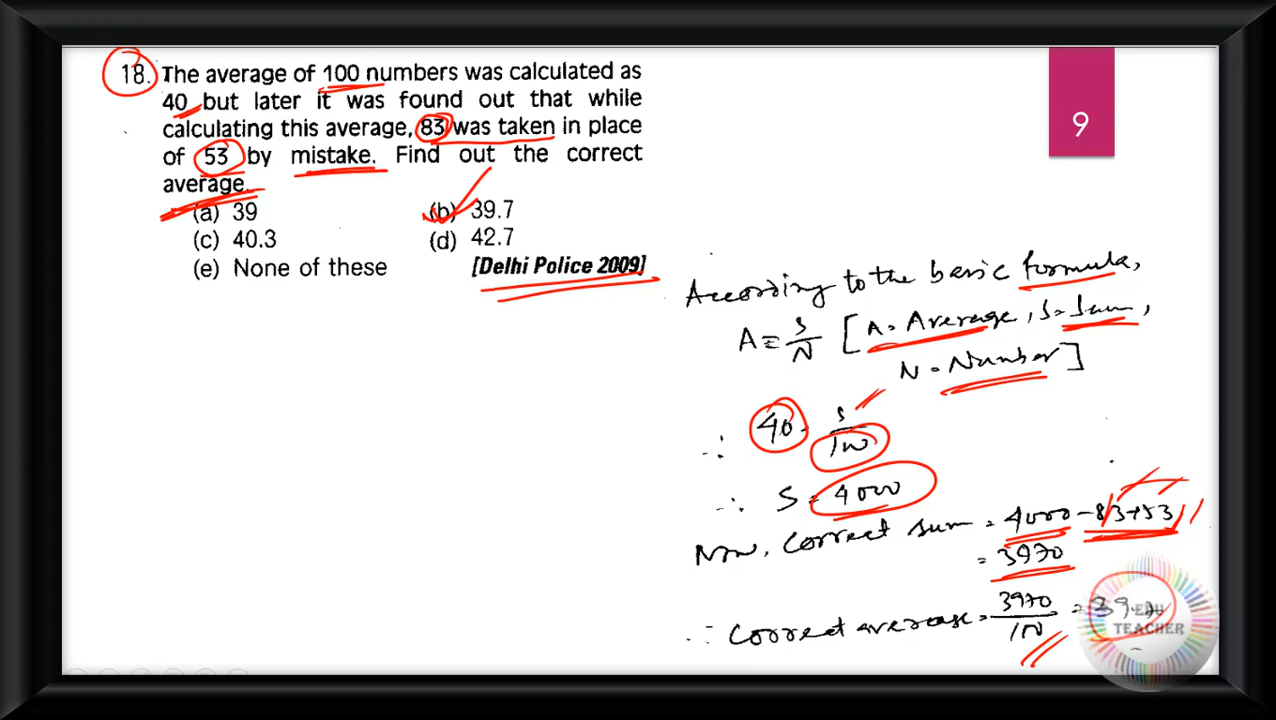 18. The average of 100 numbers was calculated as
40 but later it was found out that while
calculating this average, 83 was taken in place
of 53 by mistake. Find out the correct
average.
(a) 39 (b) 39.7
(c) 40.3 (d) 42.7
(e) None of these [Delhi Police 2009]
9
According to the basic formula,
A = S/N [A = Average, S = Sum,
N = Number]
∴ 40 = S/100
∴ S = 4000
Now, correct sum = 4000 - 83 + 53
= 3970
∴ correct average = 3970/100 = 39.7
EDU
TEACHER